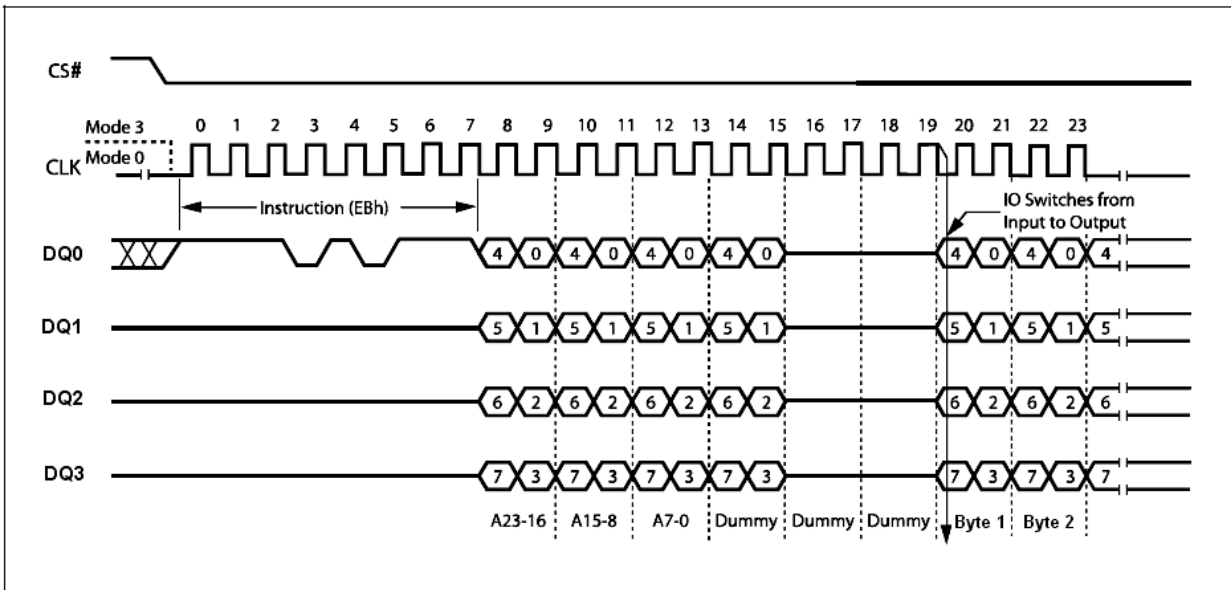 CS#
Mode 3
0 1 2 3 4 5 6 7 8 9 10 11 12 13 14 15 16 17 18 19 20 21 22 23
CLK
Mode 0
Instruction (EBh)
IO Switches from
Input to Output
DQ0
4 0 4 0 4 0 4 0 4 0 4 0 4
DQ1
5 1 5 1 5 1 5 1 5 1 5 1 5
DQ2
6 2 6 2 6 2 6 2 6 2 6 2 6
DQ3
7 3 7 3 7 3 7 3 7 3 7 3 7
A23-16 A15-8 A7-0 Dummy Dummy Dummy Byte 1 Byte 2